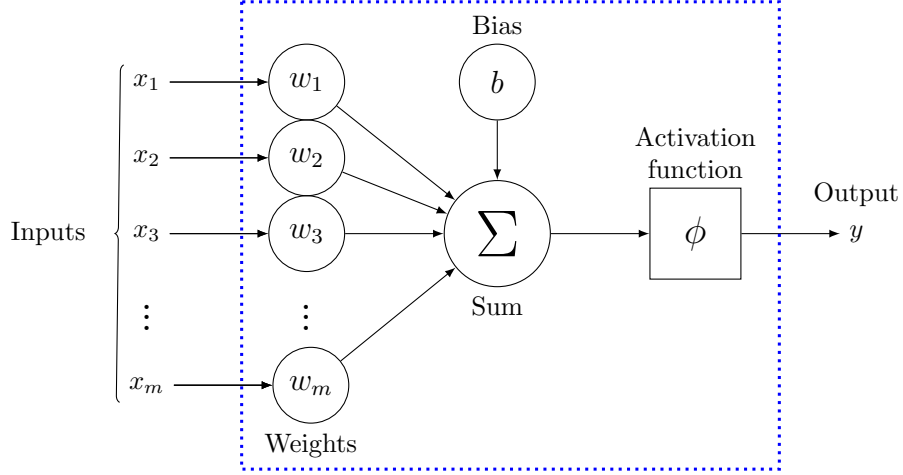 Bias
x₁ w₁ b
x₂ w₂ Activation
function
Output
Inputs x₃ w₃ Σ ϕ y
⋮ ⋮ Sum
xₘ wₘ
Weights